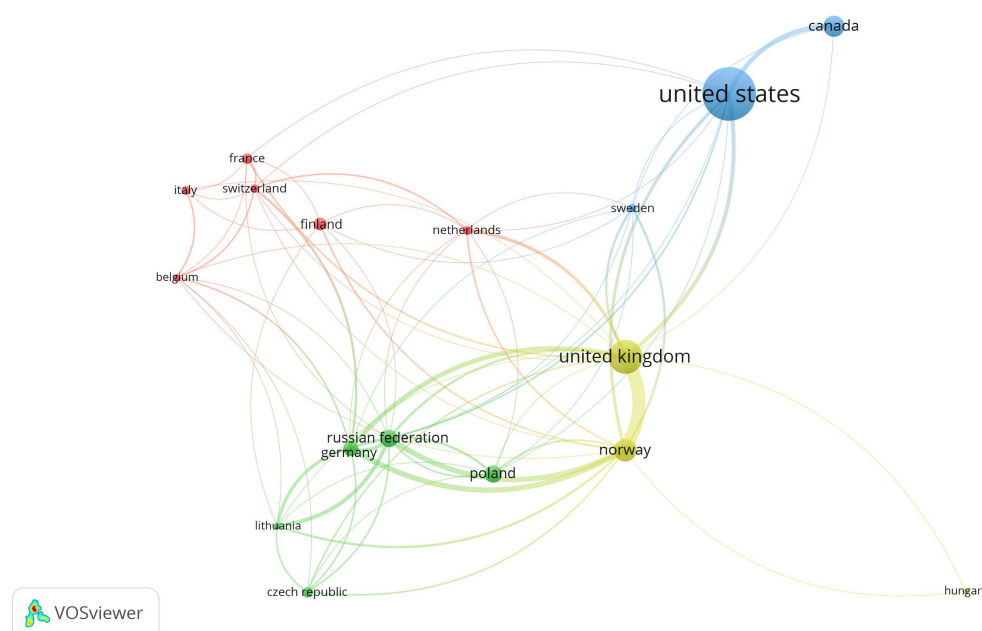 canada
united states
france
switzerland
italy
sweden
finland
netherlands
belgium
united kingdom
russian federation
germany
norway
poland
lithuania
czech republic
hungar
VOSviewer